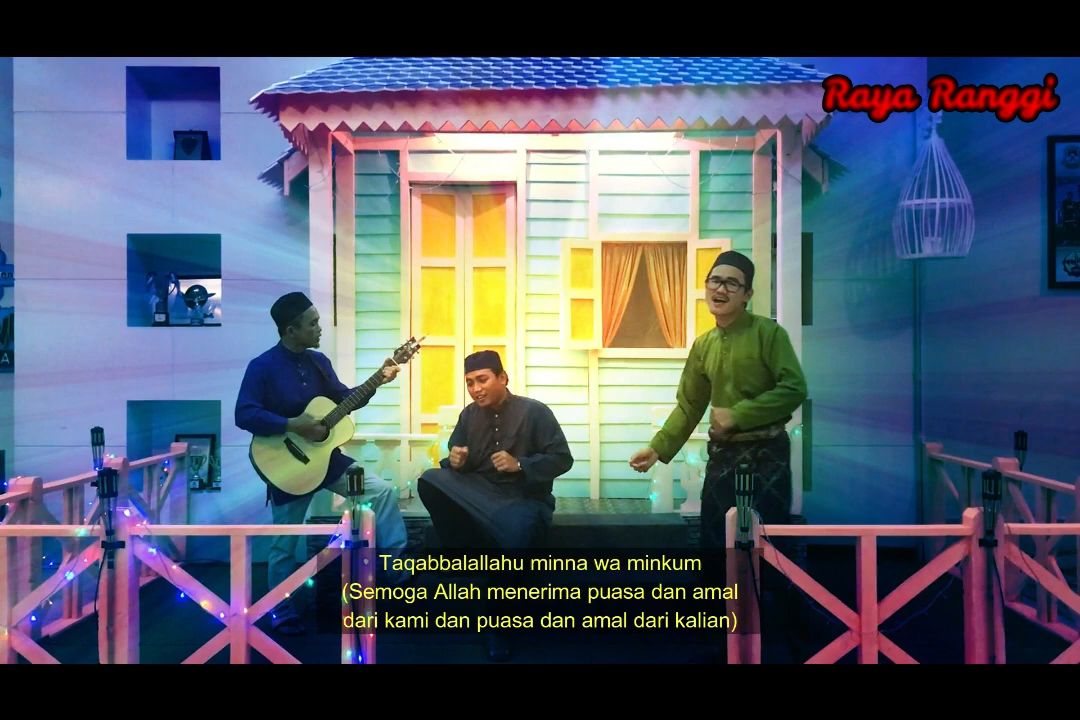 Raya Ranggi
Taqabbalallahu minna wa minkum
(Semoga Allah menerima puasa dan amal
dari kami dan puasa dan amal dari kalian)